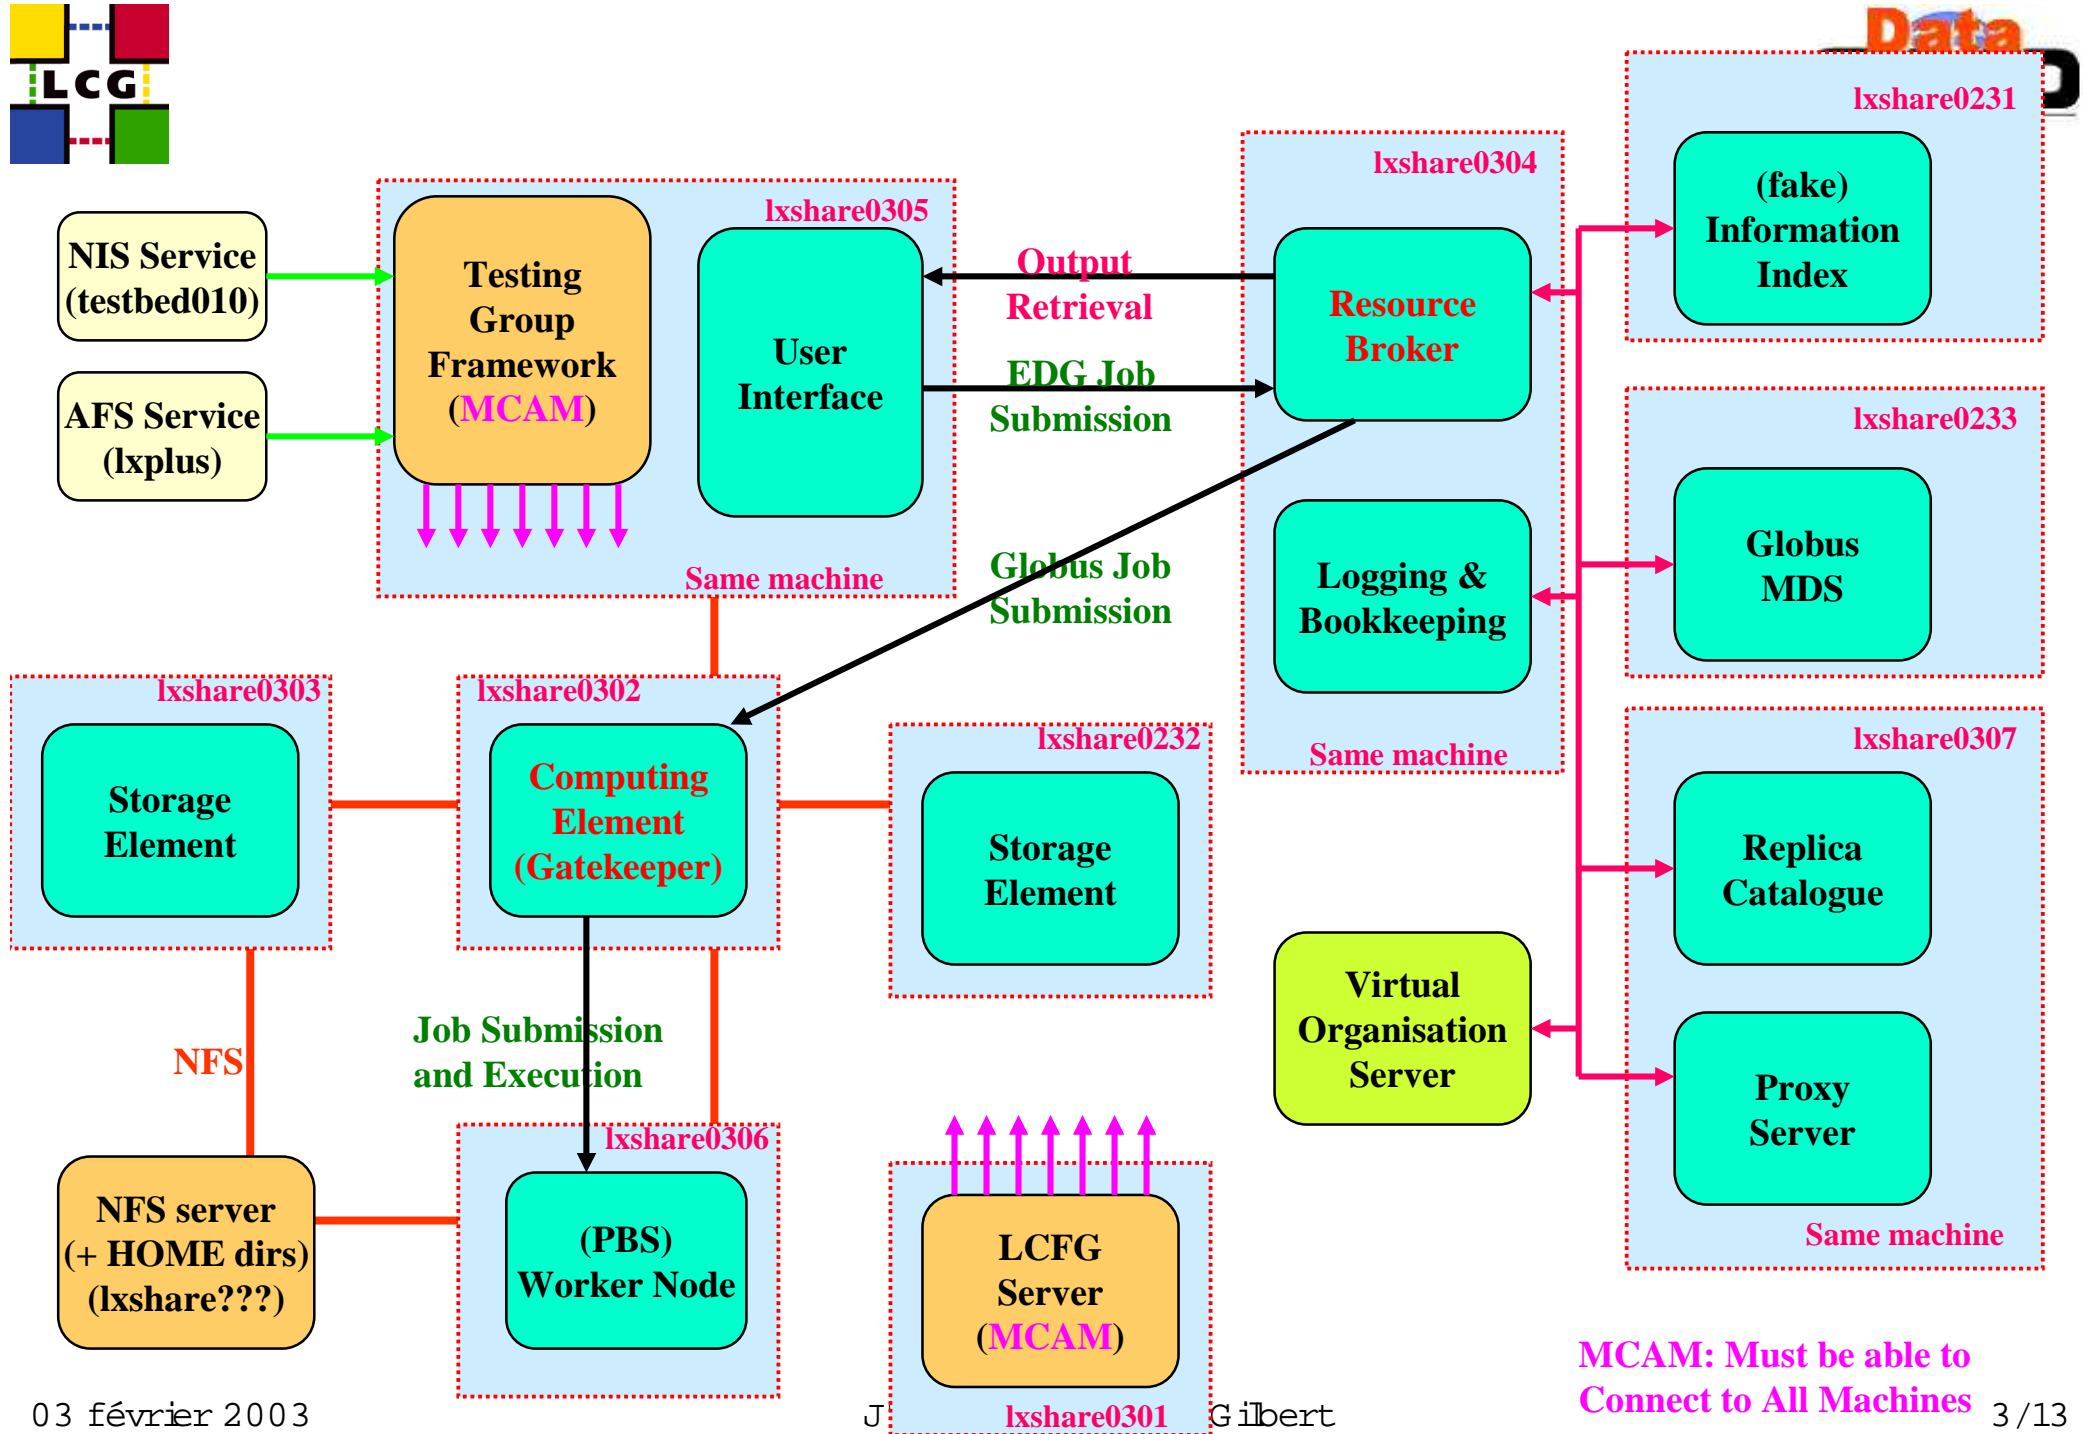 LCG
Data
lxshare0231
(fake)
Information
Index
lxshare0304
Resource
Broker
Logging &
Bookkeeping
Same machine
lxshare0305
NIS Service
(testbed010)
AFS Service
(lxplus)
Testing
Group
Framework
(MCAM)
User
Interface
Same machine
Output
Retrieval
EDG Job
Submission
Globus Job
Submission
lxshare0233
Globus
MDS
lxshare0303
Storage
Element
lxshare0302
Computing
Element
(Gatekeeper)
lxshare0232
Storage
Element
lxshare0307
Replica
Catalogue
Proxy
Server
Same machine
Virtual
Organisation
Server
NFS
Job Submission
and Execution
NFS server
(+ HOME dirs)
(lxshare???)
lxshare0306
(PBS)
Worker Node
LCFG
Server
(MCAM)
lxshare0301
MCAM: Must be able to
Connect to All Machines
03 février 2003
Gilbert
3/13